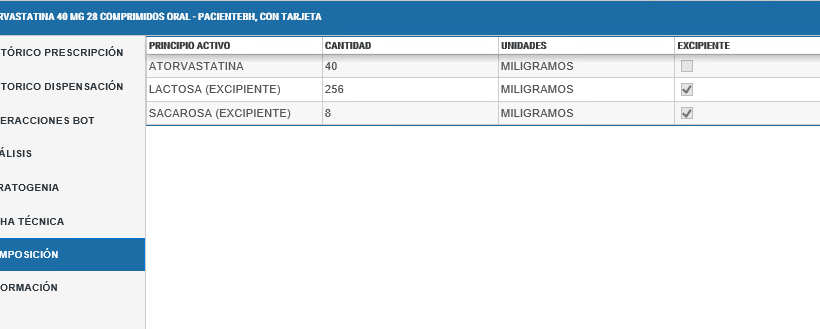 RVASTATINA 40 MG 28 COMPRIMIDOS ORAL - PACIENTEBH, CON TARJETA
TÓRICO PRESCRIPCIÓN
TORICO DISPENSACIÓN
ERACCIONES BOT
ÁLISIS
RATOGENIA
HA TÉCNICA
MPOSICIÓN
ORMACIÓN
PRINCIPIO ACTIVO CANTIDAD UNIDADES EXCIPIENTE
ATORVASTATINA 40 MILIGRAMOS
LACTOSA (EXCIPIENTE) 256 MILIGRAMOS
SACAROSA (EXCIPIENTE) 8 MILIGRAMOS